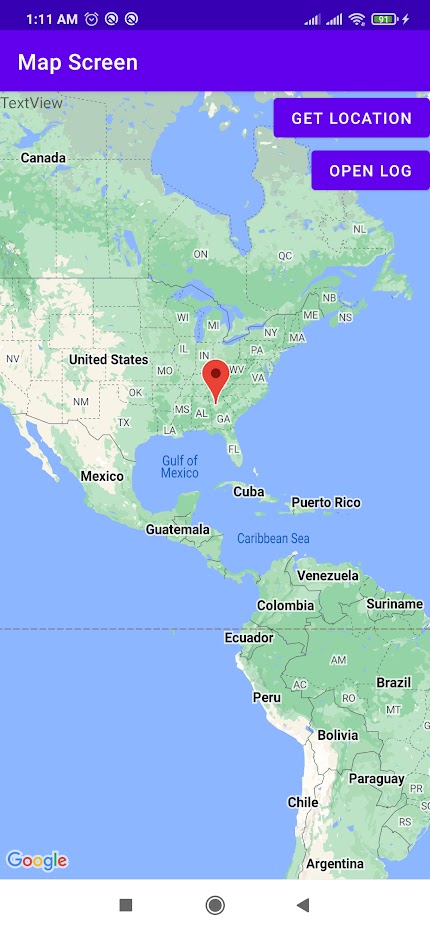 1:11 AM 91
Map Screen
TextView
GET LOCATION
Canada
OPEN LOG
NL
ON
QC
NB
WI
MI
ME
NS
NY
MA
IL
IN
PA
NV
United States
MO
WV
VA
OK
NM
MS
AL
GA
TX
LA
FL
Gulf of
Mexico
Mexico
Cuba
Puerto Rico
Guatemala
Caribbean Sea
Venezuela
Colombia
Suriname
Ecuador
AM
AC
Brazil
Peru
RO
MT
Bolivia
Paguay
PR
Chile
RS
Google
Argentina